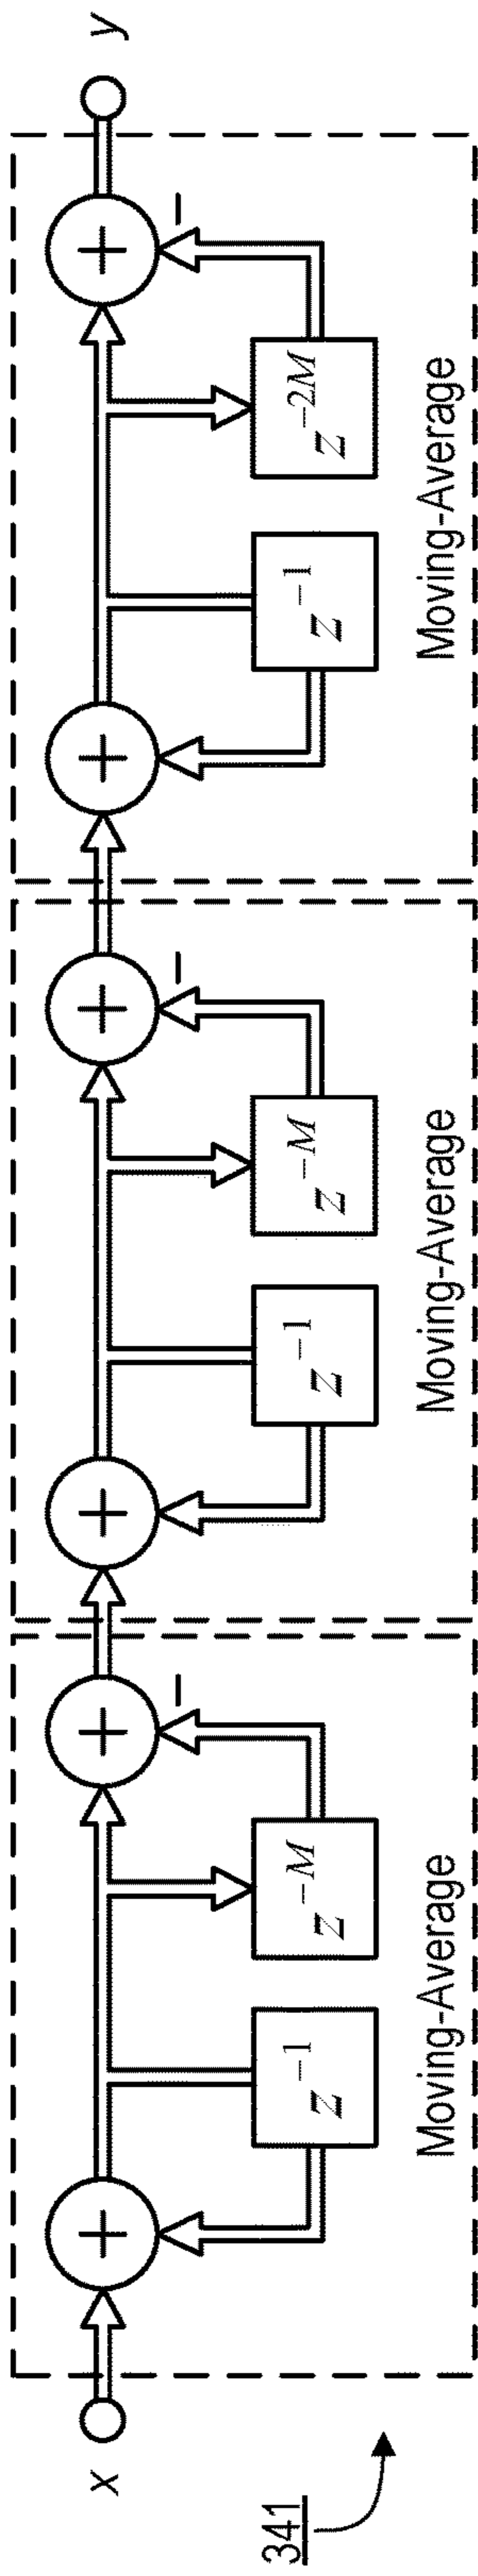 341
x
+
z⁻¹
z⁻ᴹ
+
−
Moving-Average
+
z⁻¹
z⁻ᴹ
+
−
Moving-Average
+
z⁻¹
z⁻²ᴹ
+
−
Moving-Average
y